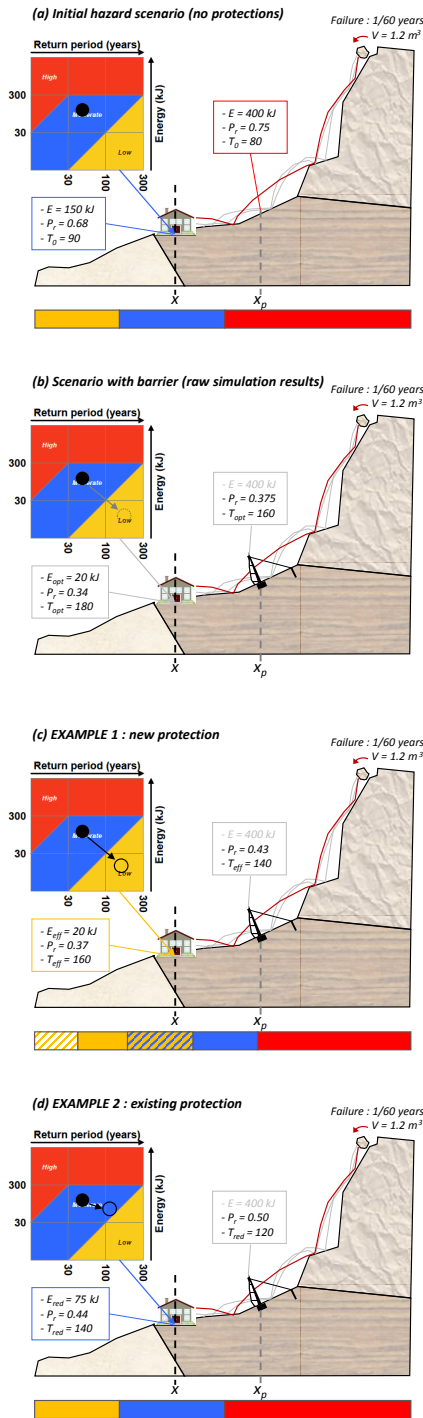 (a) Initial hazard scenario (no protections)
Failure : 1/60 years
V = 1.2 m³
Return period (years)
High
Moderate
Low
300
30
30
100
300
Energy (kJ)
- E = 400 kJ
- Pr = 0.75
- T0 = 80
- E = 150 kJ
- Pr = 0.68
- T0 = 90
x
xp
(b) Scenario with barrier (raw simulation results)
Failure : 1/60 years
V = 1.2 m³
Return period (years)
High
Moderate
Low
300
30
30
100
300
Energy (kJ)
- E = 400 kJ
- Pr = 0.375
- Topt = 160
- Eopt = 20 kJ
- Pr = 0.34
- Topt = 180
x
xp
(c) EXAMPLE 1 : new protection
Failure : 1/60 years
V = 1.2 m³
Return period (years)
High
Moderate
Low
300
30
30
100
300
Energy (kJ)
- E = 400 kJ
- Pr = 0.43
- Teff = 140
- Eeff = 20 kJ
- Pr = 0.37
- Teff = 160
x
xp
(d) EXAMPLE 2 : existing protection
Failure : 1/60 years
V = 1.2 m³
Return period (years)
High
Moderate
Low
300
30
30
100
300
Energy (kJ)
- E = 400 kJ
- Pr = 0.50
- Tred = 120
- Ered = 75 kJ
- Pr = 0.44
- Tred = 140
x
xp